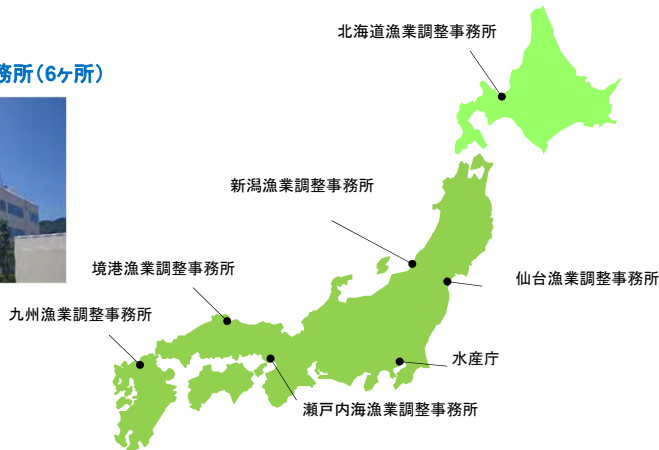 北海道漁業調整事務所
務所(6ヶ所)
新潟漁業調整事務所
境港漁業調整事務所
仙台漁業調整事務所
九州漁業調整事務所
水産庁
瀬戸内海漁業調整事務所